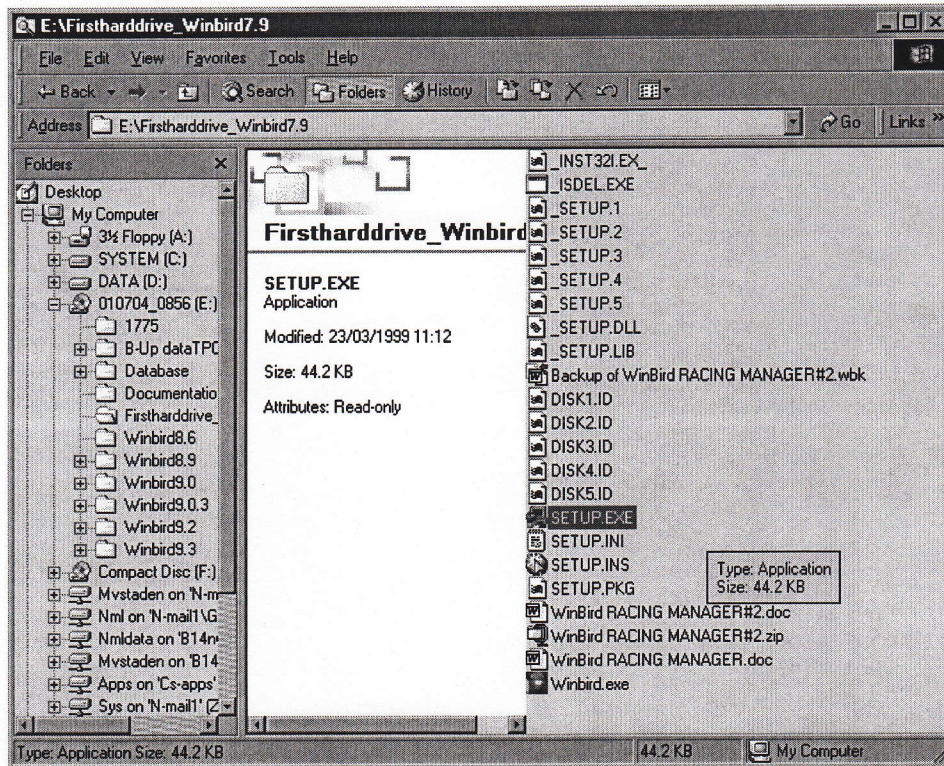 E:\Firstharddrive_Winbird7.9
File Edit View Favorites Tools Help
Back Search Folders History
Address E:\Firstharddrive_Winbird7.9 Go Links »
Folders
Desktop
My Computer
3½ Floppy (A:)
SYSTEM (C:)
DATA (D:)
010704_0856 (E:)
1775
B-Up dataTPC
Database
Documentatio
Firstharddrive_
Winbird8.6
Winbird8.9
Winbird9.0
Winbird9.0.3
Winbird9.2
Winbird9.3
Compact Disc (F:)
Mvstaden on 'N-m
Nml on 'N-mail1\G
Nmldata on 'B14n
Mvstaden on 'B14
Apps on 'Cs-apps'
Sys on 'N-mail1' (Z
Firstharddrive_Winbird
SETUP.EXE
Application
Modified: 23/03/1999 11:12
Size: 44.2 KB
Attributes: Read-only
_INST32I.EX_
_ISDEL.EXE
_SETUP.1
_SETUP.2
_SETUP.3
_SETUP.4
_SETUP.5
_SETUP.DLL
_SETUP.LIB
Backup of WinBird RACING MANAGER#2.wbk
DISK1.ID
DISK2.ID
DISK3.ID
DISK4.ID
DISK5.ID
SETUP.EXE
SETUP.INI
SETUP.INS
SETUP.PKG
WinBird RACING MANAGER#2.doc
WinBird RACING MANAGER#2.zip
WinBird RACING MANAGER.doc
Winbird.exe
Type: Application
Size: 44.2 KB
Type: Application Size: 44.2 KB 44.2 KB My Computer